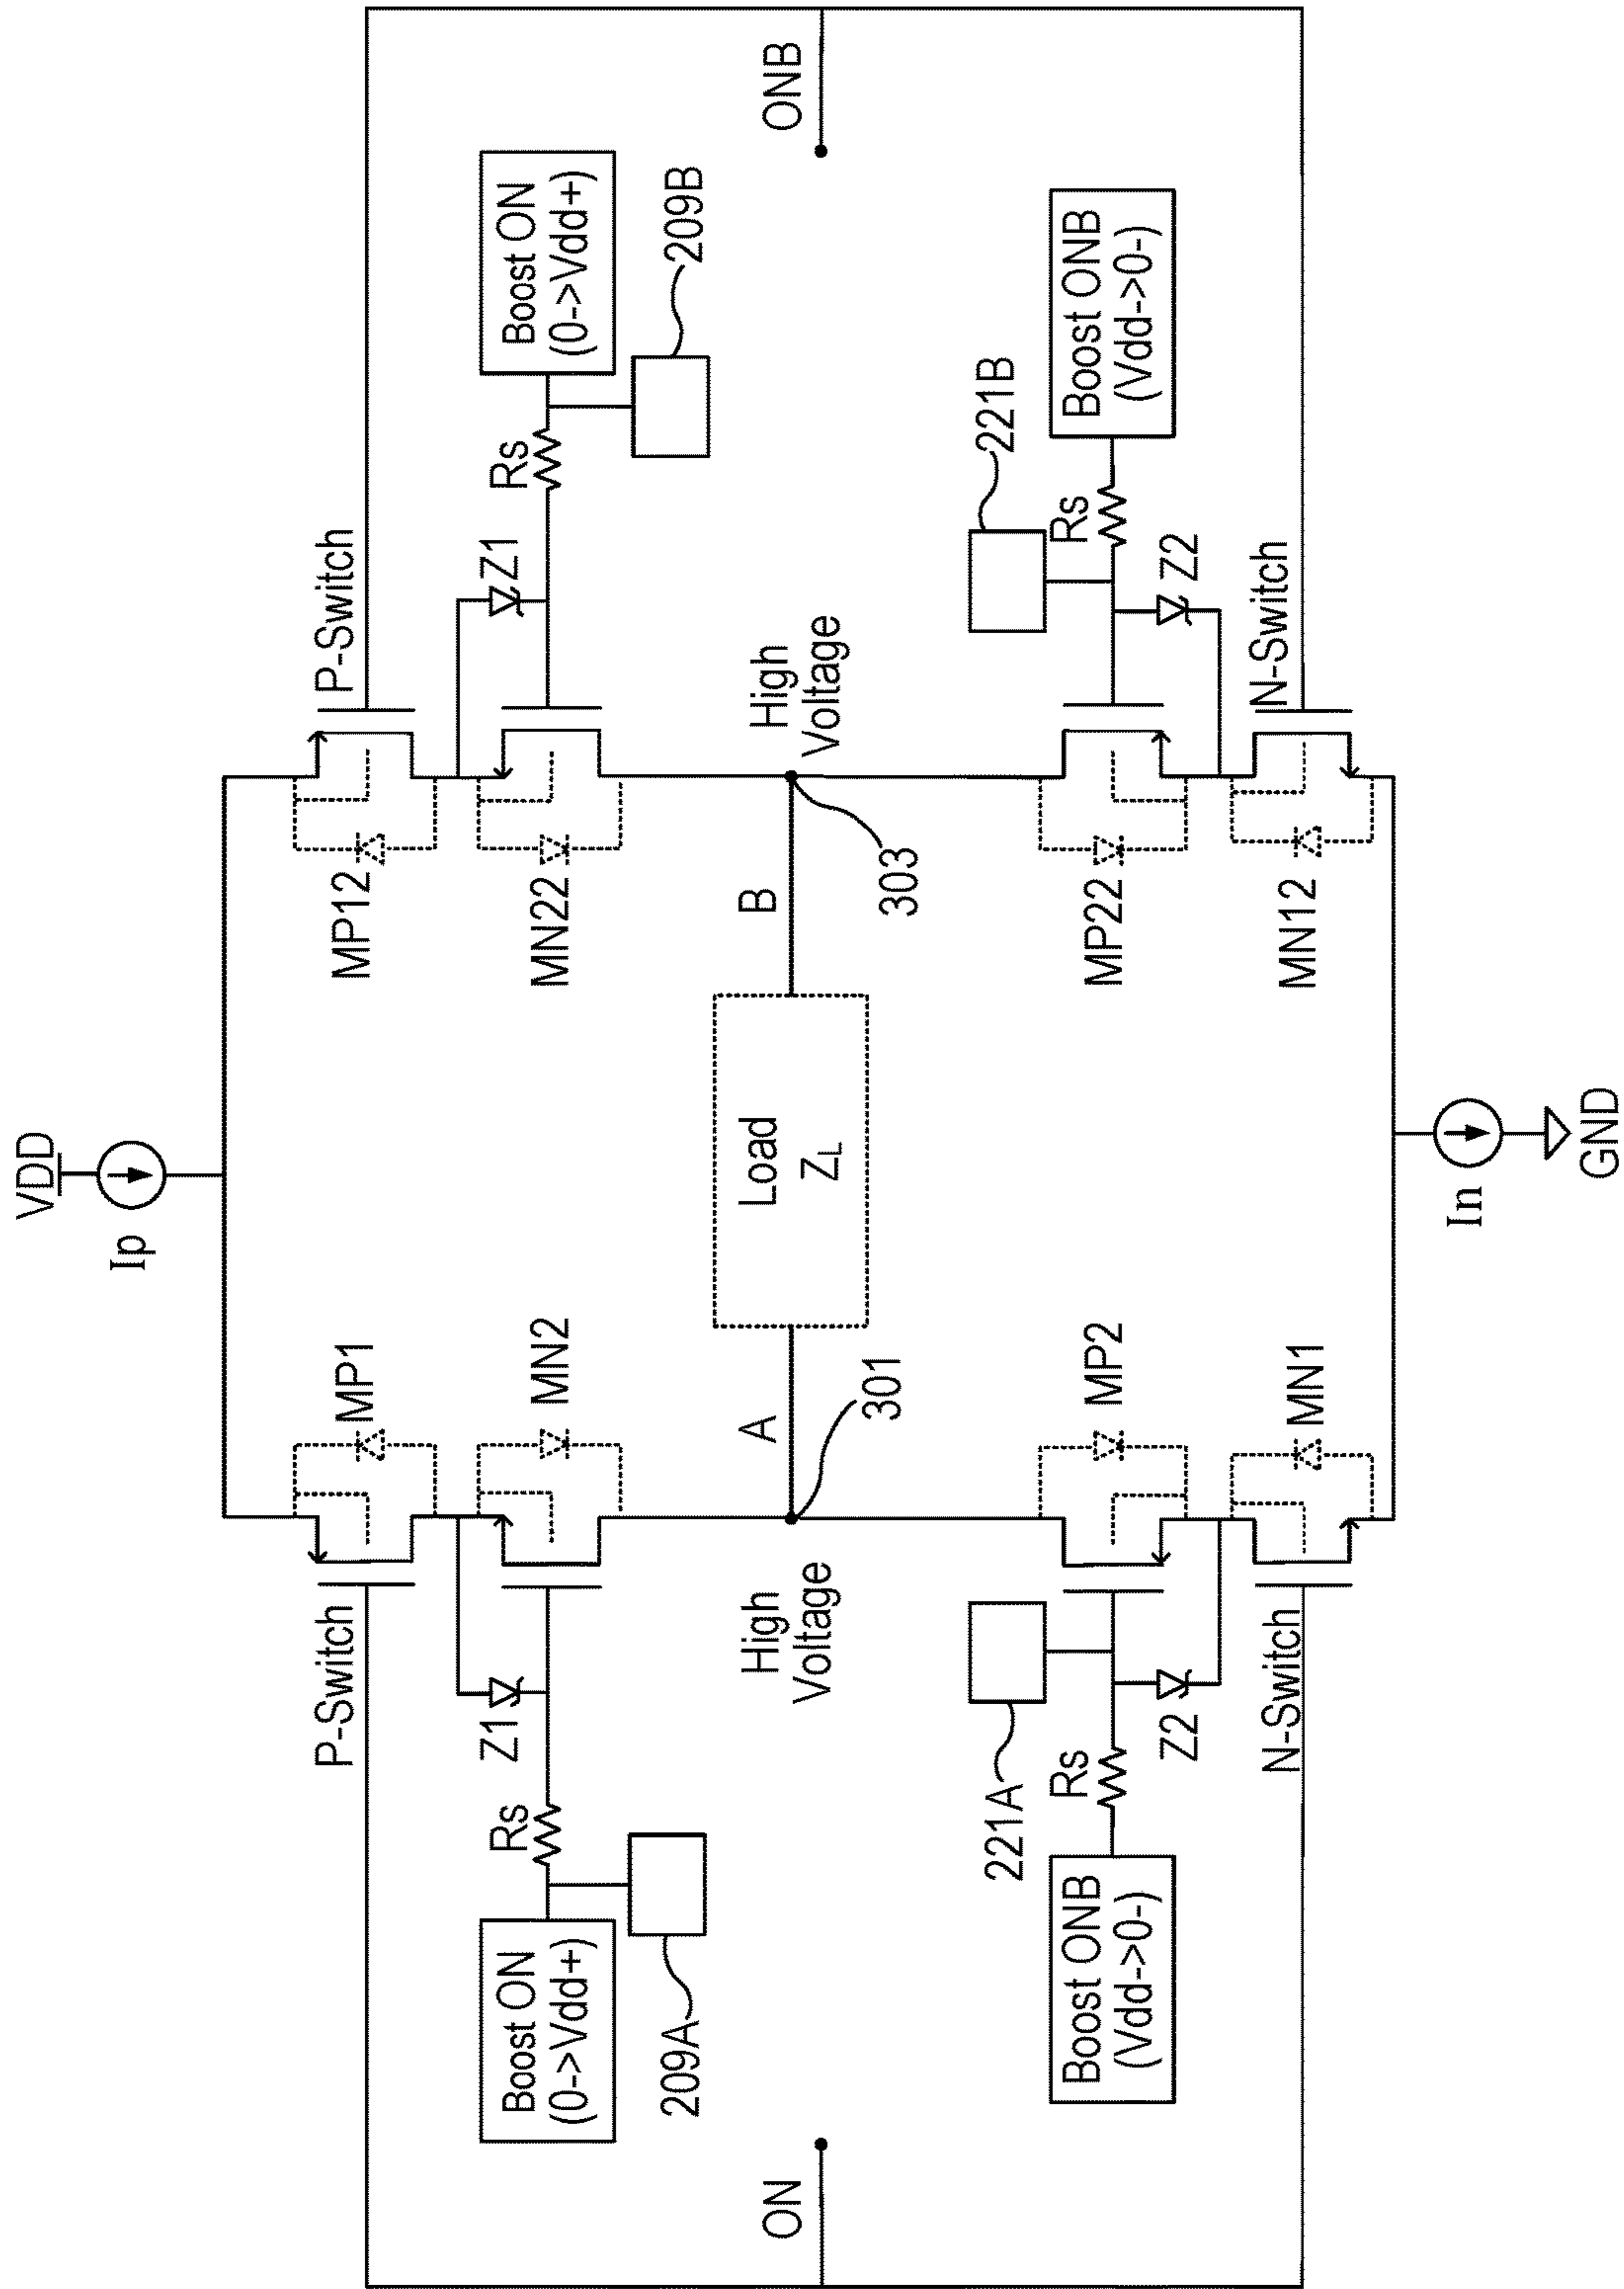 VDD
Ip
P-Switch
MP1
MP12
P-Switch
Boost ON
(0->Vdd+)
Rs
Z1
MN2
MN22
Z1
Rs
Boost ON
(0->Vdd+)
209A
209B
High
Voltage
A
Load
ZL
B
High
Voltage
ON
ONB
301
303
221A
221B
Boost ONB
(Vdd->0-)
Rs
MP2
MP22
Rs
Boost ONB
(Vdd->0-)
Z2
Z2
N-Switch
MN1
MN12
N-Switch
In
GND